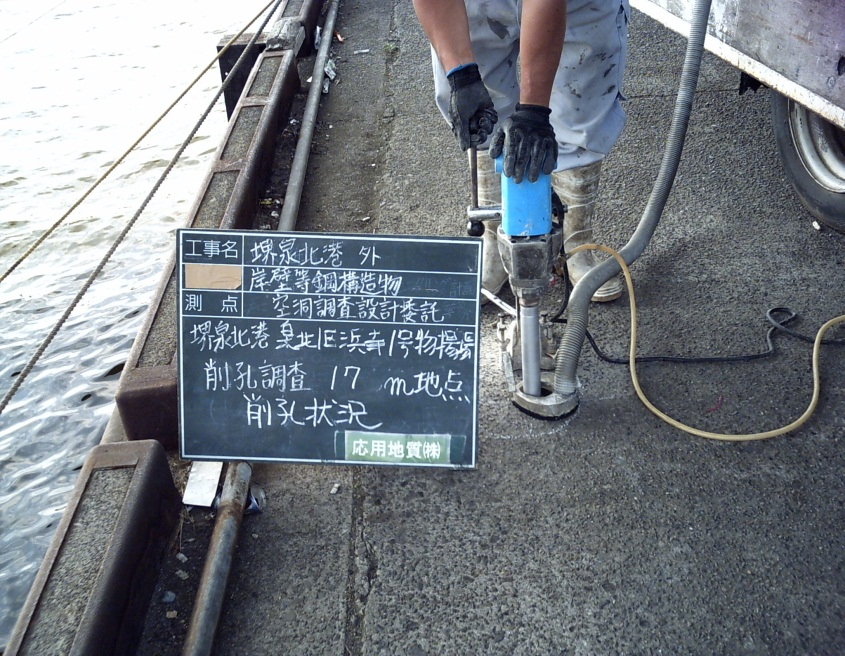 工事名 堺泉北港 外
岸壁等鋼構造物
測 点 空洞調査設計委託
堺泉北港 泉北旧浜寺1号物揚場
削孔調査 17 m地点
削孔状況
応用地質㈱